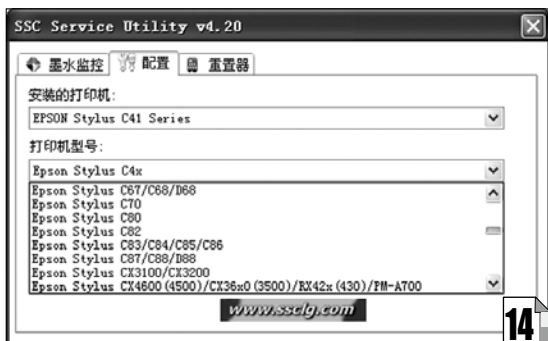 SSC Service Utility v4.20
墨水监控 配置 重置器
安装的打印机:
EPSON Stylus C41 Series
打印机型号:
Epson Stylus C4x
Epson Stylus C67/C68/D68
Epson Stylus C70
Epson Stylus C80
Epson Stylus C82
Epson Stylus C83/C84/C85/C86
Epson Stylus C87/C88/D88
Epson Stylus CX3100/CX3200
Epson Stylus CX4600(4500)/CX36x0(3500)/RX42x(430)/PM-A700
www.ssclg.com
14